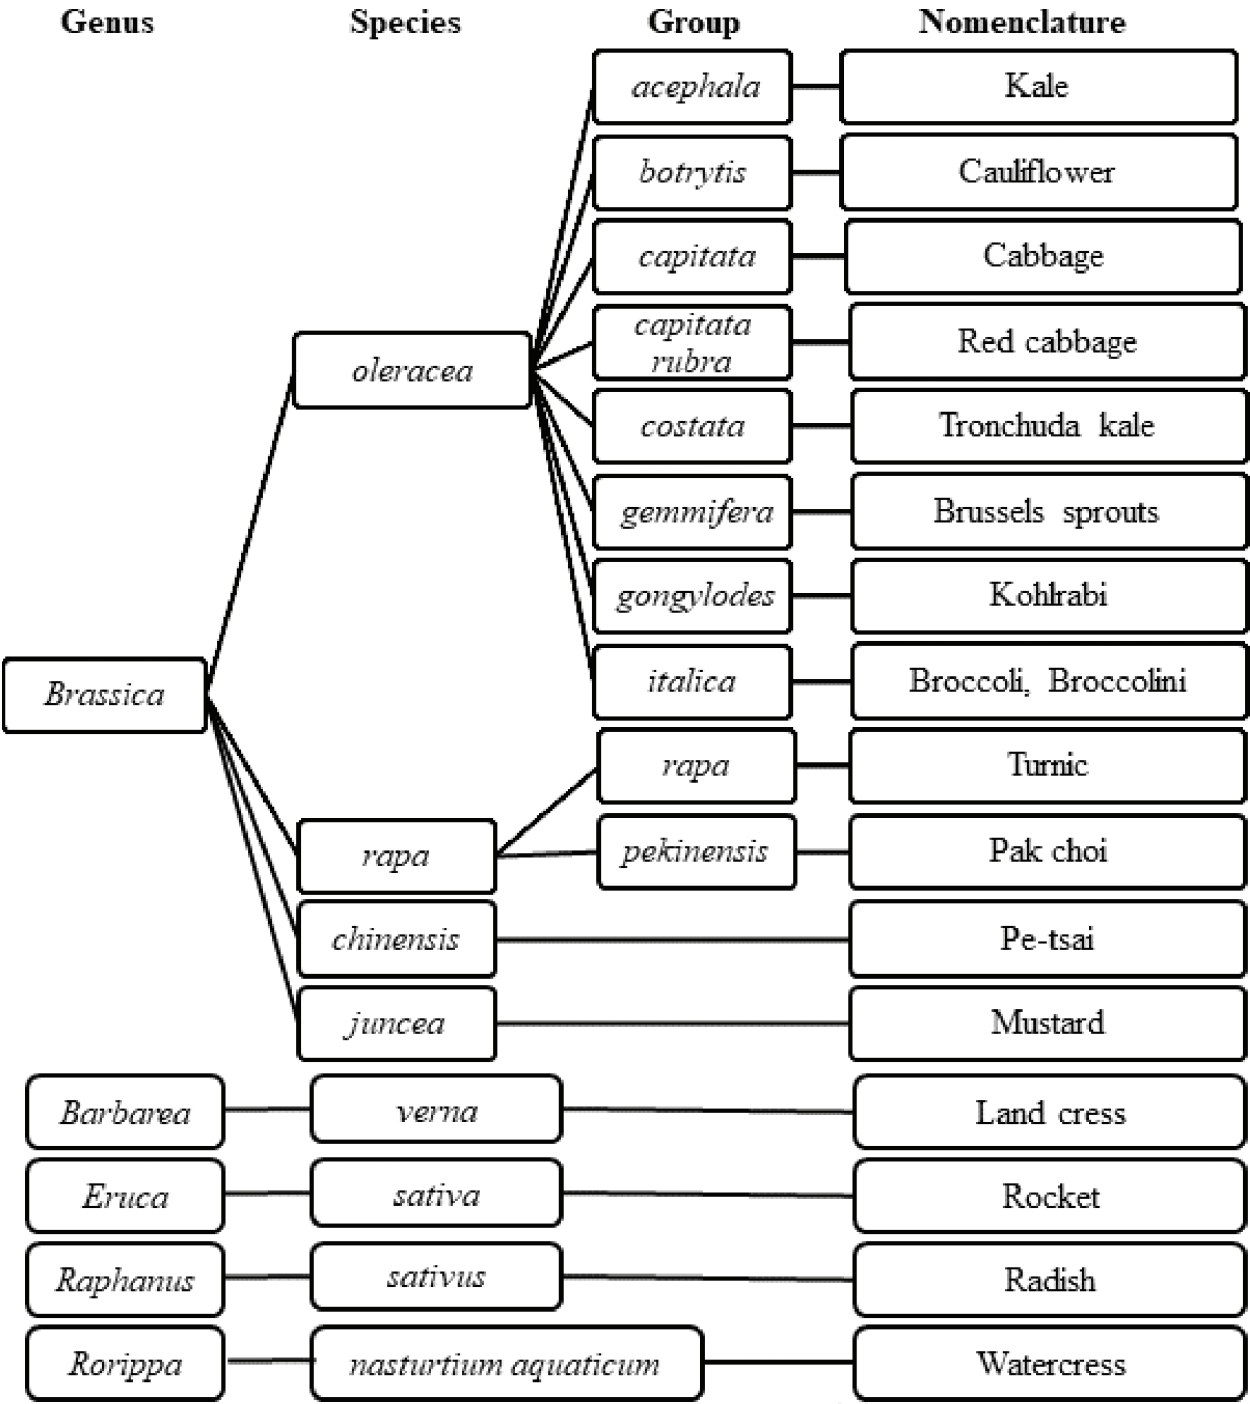 Genus Species Group Nomenclature
acephala Kale
botrytis Cauliflower
capitata Cabbage
capitata
rubra
Red cabbage
oleracea
costata Tronchuda kale
gemmifera Brussels sprouts
gongylodes Kohlrabi
italica Broccoli, Broccolini
Brassica
rapa Turnic
rapa
pekinensis Pak choi
chinensis Pe-tsai
juncea Mustard
Barbarea verna Land cress
Eruca sativa Rocket
Raphanus sativus Radish
Rorippa nasturtium aquaticum Watercress